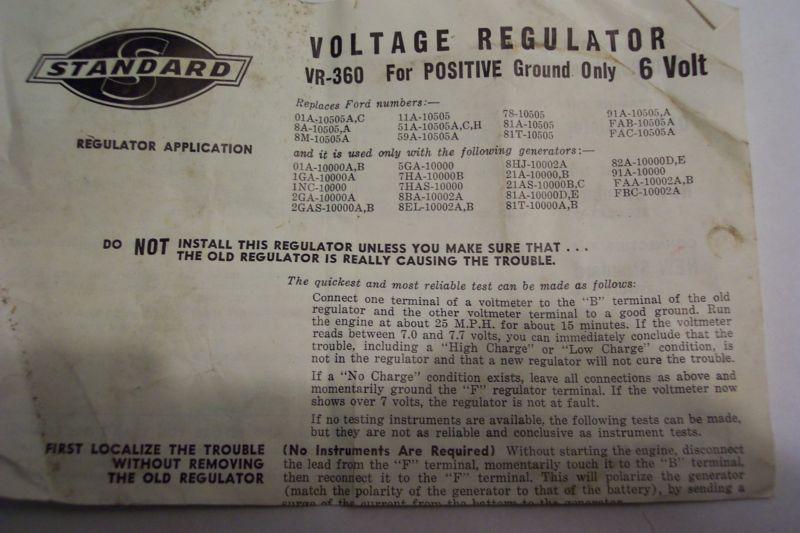 S
STANDARD
VOLTAGE REGULATOR
VR-360 For POSITIVE Ground Only 6 Volt
Replaces Ford numbers:—
01A-10505A,C 11A-10505 78-10505 91A-10505,A
8A-10505,A 51A-10505A,C,H 81A-10505 FAB-10505A
8M-10505A 59A-10505A 81T-10505 FAC-10505A
REGULATOR APPLICATION
and it is used only with the following generators:—
01A-10000A,B 5GA-10000 8HJ-10002A 82A-10000D,E
1GA-10000A 7HA-10000B 21A-10000,B 91A-10000
1NC-10000 7HAS-10000 21AS-10000B,C FAA-10002A,B
2GA-10000A 8BA-10002A 81A-10000D,E FBC-10002A
2GAS-10000A,B 8EL-10002A,B 81T-10000A,B
DO NOT INSTALL THIS REGULATOR UNLESS YOU MAKE SURE THAT . . .
THE OLD REGULATOR IS REALLY CAUSING THE TROUBLE.
The quickest and most reliable test can be made as follows:
Connect one terminal of a voltmeter to the "B" terminal of the old
regulator and the other voltmeter terminal to a good ground. Run
the engine at about 25 M.P.H. for about 15 minutes. If the voltmeter
reads between 7.0 and 7.7 volts, you can immediately conclude that the
trouble, including a "High Charge" or "Low Charge" condition, is
not in the regulator and that a new regulator will not cure the trouble.
If a "No Charge" condition exists, leave all connections as above and
momentarily ground the "F" regulator terminal. If the voltmeter now
shows over 7 volts, the regulator is not at fault.
If no testing instruments are available, the following tests can be made,
but they are not as reliable and conclusive as instrument tests.
FIRST LOCALIZE THE TROUBLE
WITHOUT REMOVING
THE OLD REGULATOR
(No Instruments Are Required) Without starting the engine, disconnect
the lead from the "F" terminal, momentarily touch it to the "B" terminal,
then reconnect it to the "F" terminal. This will polarize the generator
(match the polarity of the generator to that of the battery), by sending a
surge of the current from the battery to the generator.